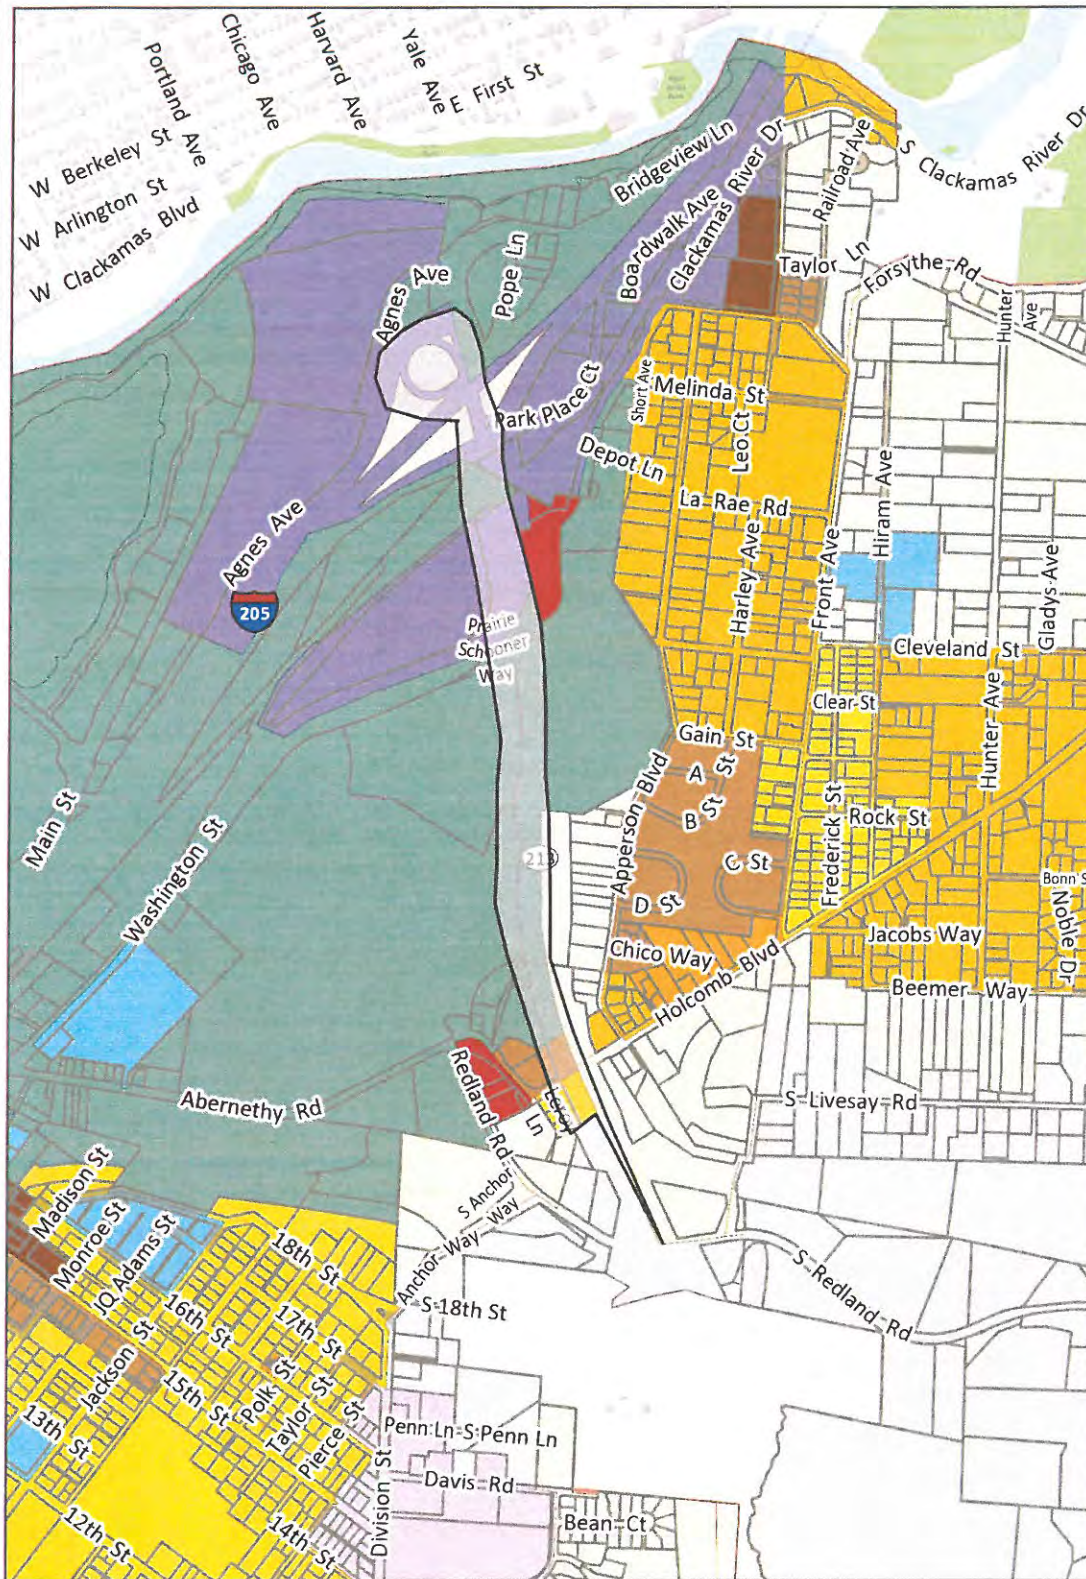 Portland Ave
Chicago Ave
Harvard Ave
Yale Ave
E First St
W Berkeley St
W Arlington St
W Clackamas Blvd
Bridgeview Ln
Boardwalk Ave
Clackamas River Dr
Railroad Ave
S Clackamas River Dr
Taylor Ln
Forsythe Rd
Hunter Ave
Agnes Ave
Pope Ln
Park Place Ct
Short Ave
Melinda St
Leo Ct
Depot Ln
La Rae Rd
Harley Ave
Front Ave
Hiram Ave
Gladys Ave
Agnes Ave
205
Prairie
Schooner
Way
Cleveland St
Clear St
Hunter Ave
Gain St
A St
B St
C St
D St
Apperson Blvd
Frederick St
Rock St
Bonn S
Noble Dr
Jacobs Way
Beemer Way
Chico Way
Holcomb Blvd
213
Main St
Washington St
Abernethy Rd
Redland Rd
Leroy
Ln
S Livesay Rd
S Anchor
Way
Anchor Way
S Redland Rd
Madison St
Monroe St
JQ Adams St
18th St
S 18th St
17th St
16th St
Jackson St
15th St
Polk St
Taylor St
Pierce St
13th St
12th St
14th St
Division St
Penn Ln
S Penn Ln
Davis Rd
Bean Ct